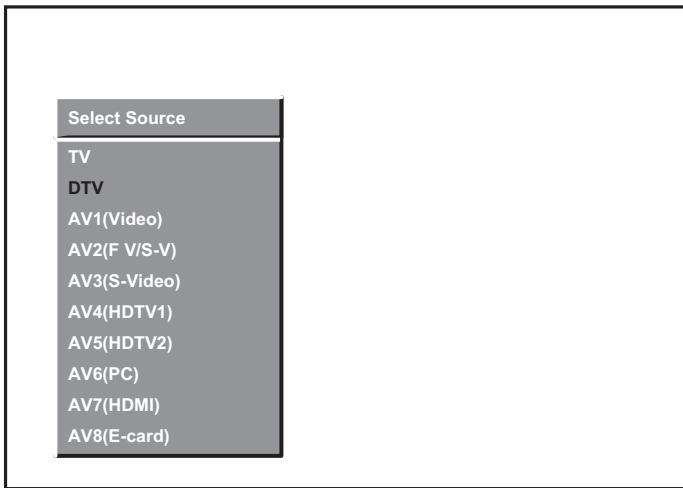 Select Source
TV
DTV
AV1(Video)
AV2(F V/S-V)
AV3(S-Video)
AV4(HDTV1)
AV5(HDTV2)
AV6(PC)
AV7(HDMI)
AV8(E-card)